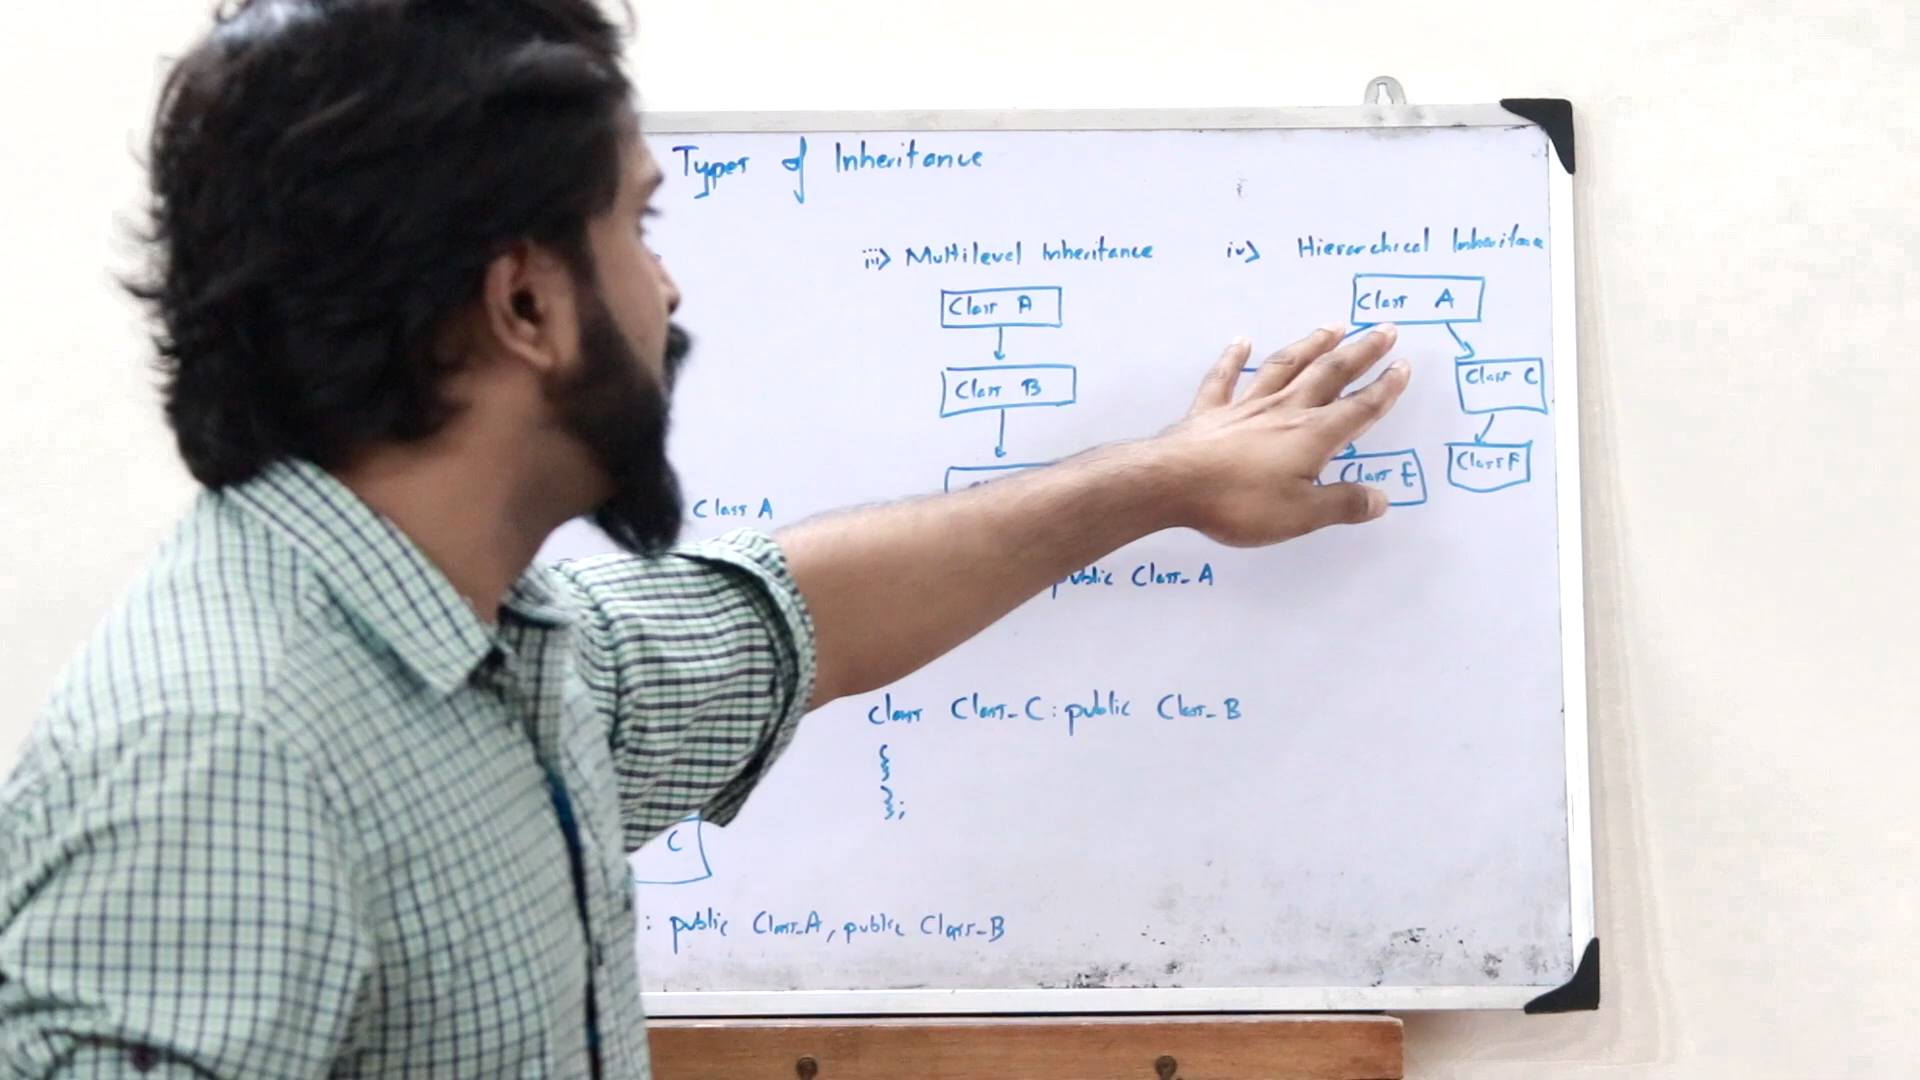 Types of Inheritance
iii> Multilevel Inheritance
iv> Hierarchical Inheritance
Class A
Class B
Class A
Class C
Class E
Class F
Class A
public Class_A
class Class_C : public Class_B
{
};
C
: public Class_A, public Class_B